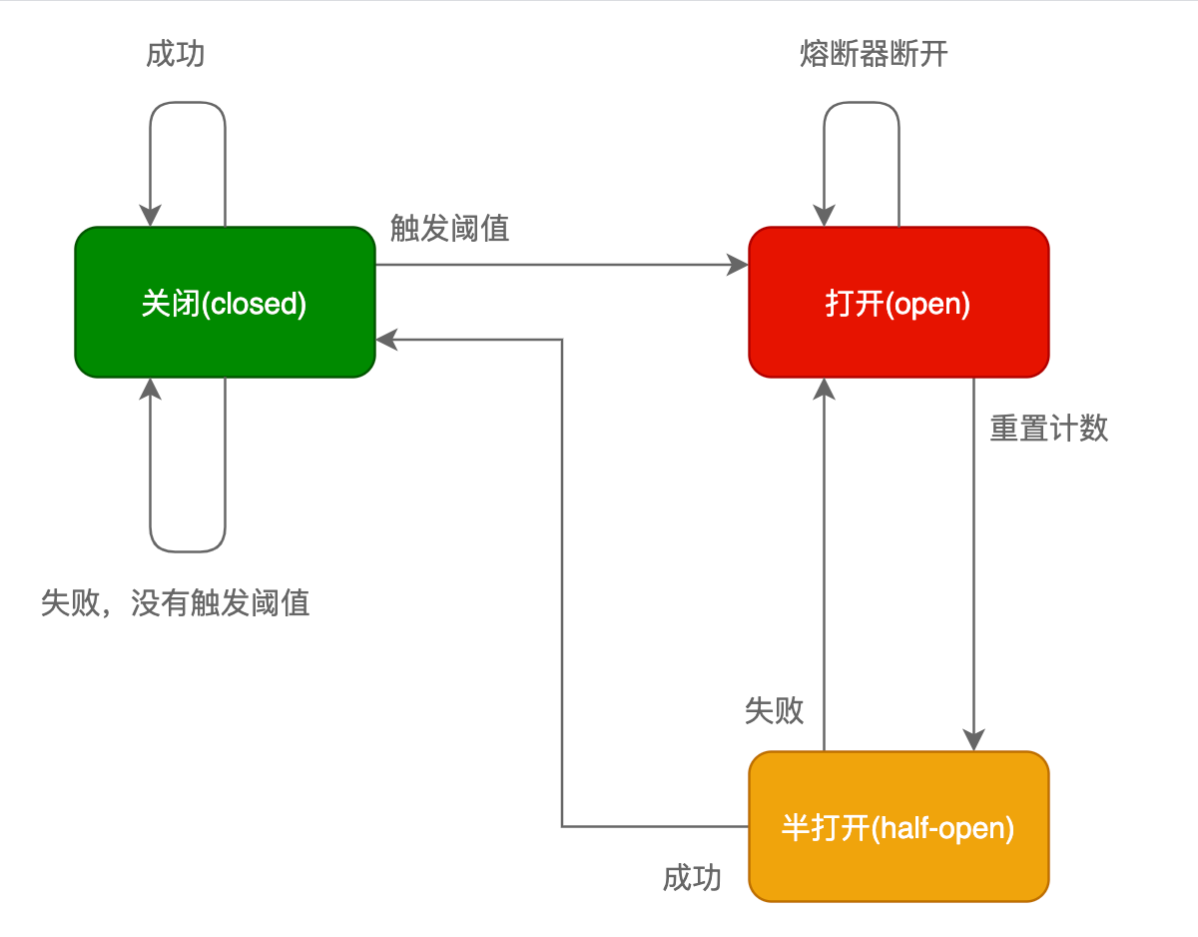 成功
熔断器断开
触发阈值
关闭(closed)
打开(open)
重置计数
失败，没有触发阈值
失败
半打开(half-open)
成功